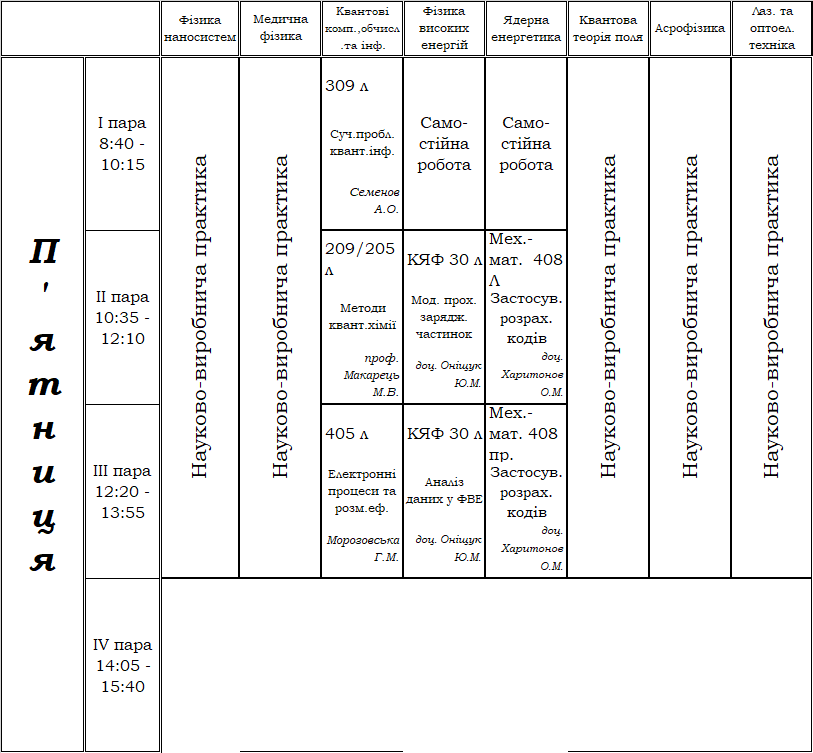 Фізика
наносистем
Медична
фізика
Квантові
комп.,обчисл
.та інф.
Фізика
високих
енергій
Ядерна
енергетика
Квантова
теорія поля
Асрофізика
Лаз. та
оптоел.
техніка
П'ятниця
I пара
8:40 -
10:15
Науково-виробнича практика
Науково-виробнича практика
309 л
Суч.пробл.
квант.інф.
Семенов
А.О.
Само-
стійна
робота
Само-
стійна
робота
Науково-виробнича практика
Науково-виробнича практика
Науково-виробнича практика
II пара
10:35 -
12:10
209/205
л
Методи
квант.хімії
проф.
Макарець
М.В.
КЯФ 30 л
Мод. прох.
зарядж.
частинок
доц. Оніщук
Ю.М.
Мех.-
мат. 408
Л
Застосув.
розрах.
кодів
доц.
Харитонов
О.М.
III пара
12:20 -
13:55
405 л
Електронні
процеси та
розм.еф.
Морозовська
Г.М.
КЯФ 30 л
Аналіз
даних у ФВЕ
доц. Оніщук
Ю.М.
Мех.-
мат. 408
пр.
Застосув.
розрах.
кодів
доц.
Харитонов
О.М.
IV пара
14:05 -
15:40